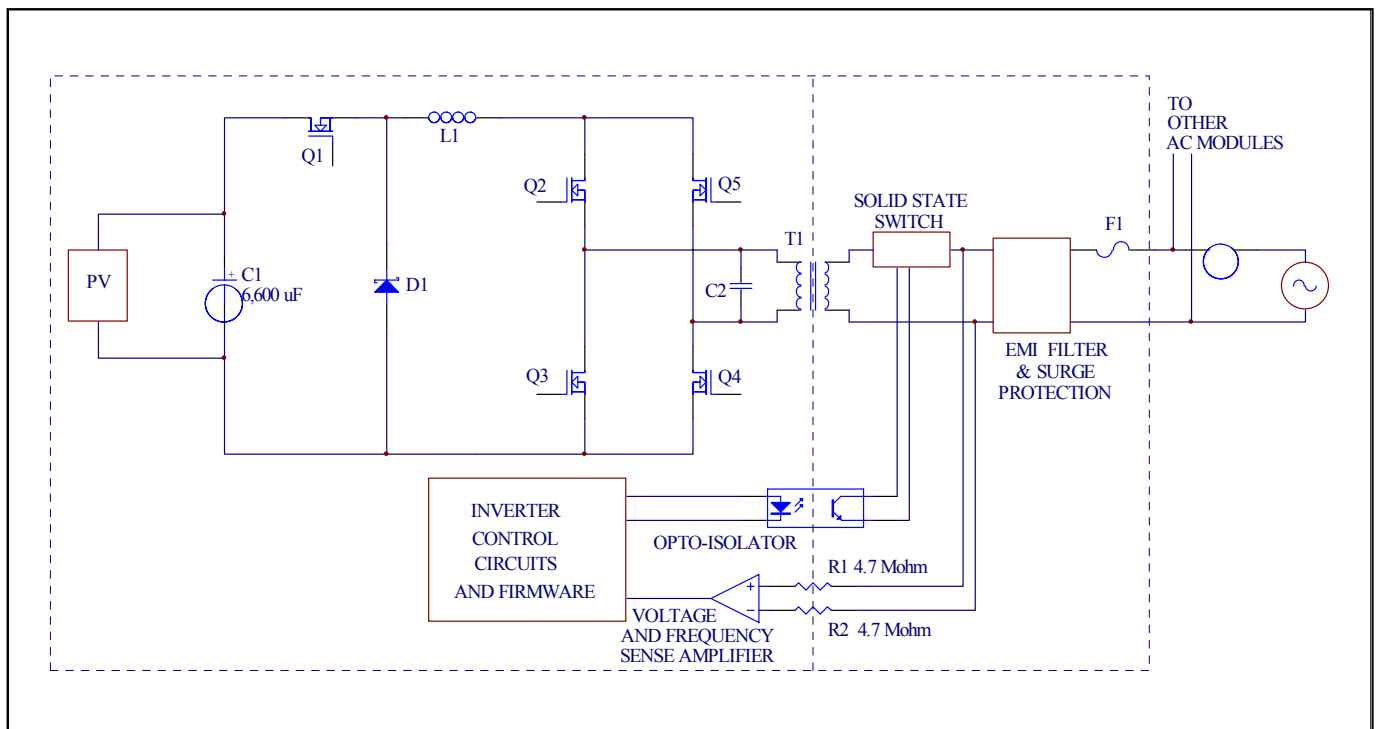 TO
OTHER
AC MODULES
Q1
L1
Q2
Q5
SOLID STATE
SWITCH
F1
T1
PV
+
C1
6,600 uF
D1
C2
Q3
Q4
EMI FILTER
& SURGE
PROTECTION
INVERTER
CONTROL
CIRCUITS
AND FIRMWARE
OPTO-ISOLATOR
R1 4.7 Mohm
+
−
R2 4.7 Mohm
VOLTAGE
AND FREQUENCY
SENSE AMPLIFIER